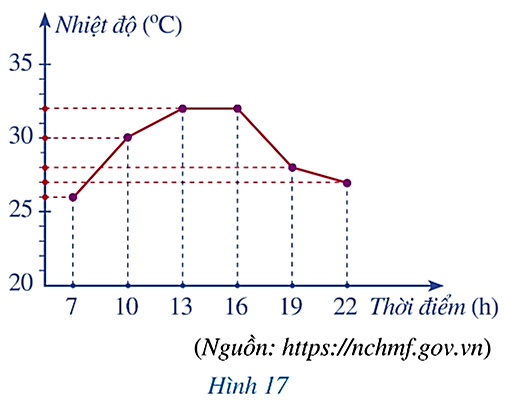 Nhiệt độ (°C)
35
30
25
20
7 10 13 16 19 22 Thời điểm (h)
(Nguồn: https://nchmf.gov.vn)
Hình 17